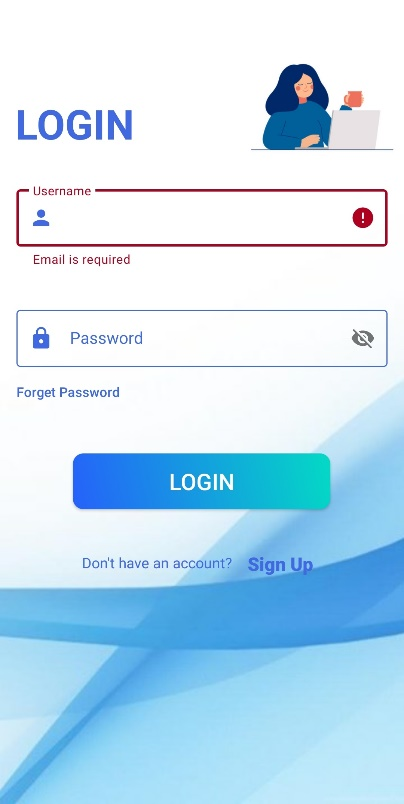 LOGIN
Username
Email is required
Password
Forget Password
LOGIN
Don't have an account? Sign Up